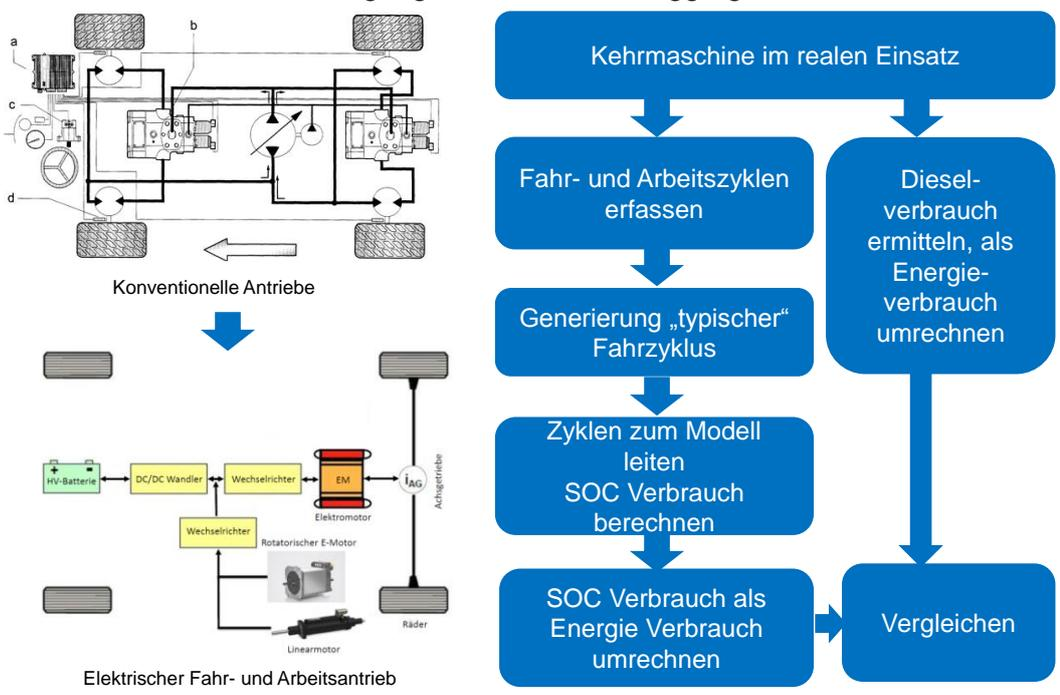 a
b
c
d
Konventionelle Antriebe
+ -
HV-Batterie
DC/DC Wandler
Wechselrichter
EM
Elektromotor
iAG
Achsgetriebe
Wechselrichter
Rotatorischer E-Motor
Linearmotor
Räder
Elektrischer Fahr- und Arbeitsantrieb
Kehrmaschine im realen Einsatz
Fahr- und Arbeitszyklen
erfassen
Generierung „typischer“
Fahrzyklus
Zyklen zum Modell
leiten
SOC Verbrauch
berechnen
SOC Verbrauch als
Energie Verbrauch
umrechnen
Diesel-
verbrauch
ermitteln, als
Energie-
verbrauch
umrechnen
Vergleichen